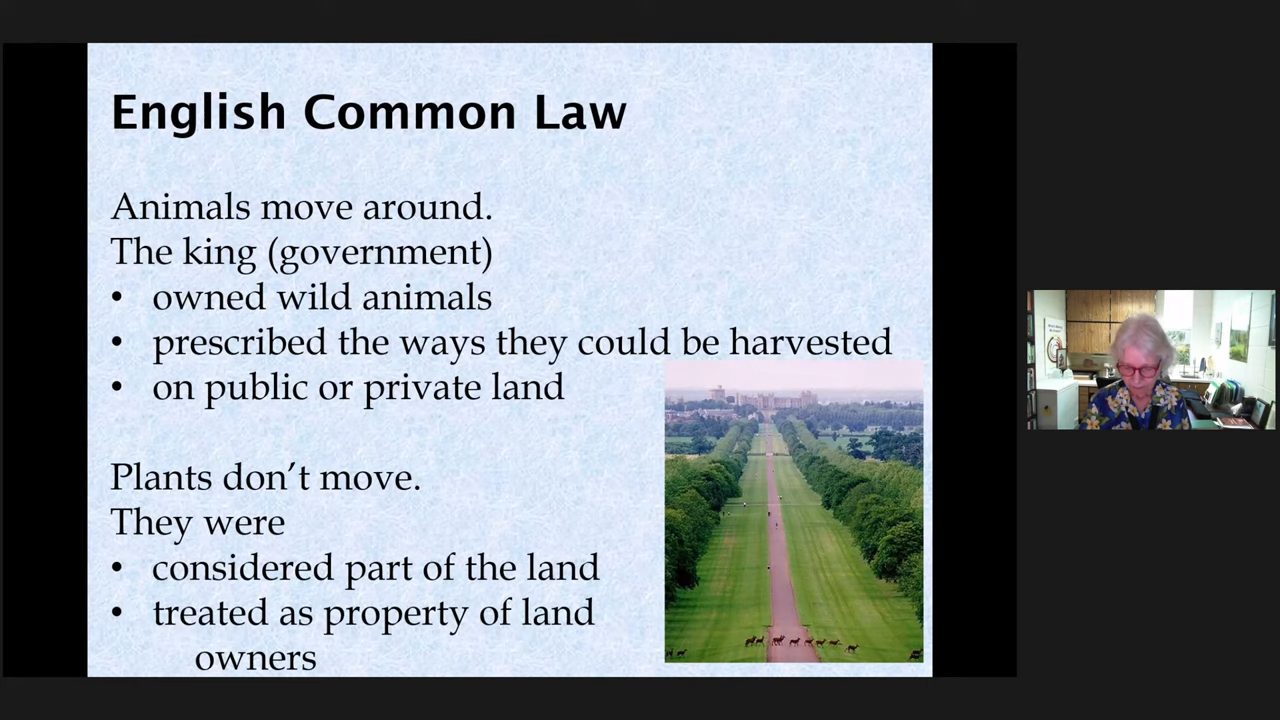 English Common Law
Animals move around.
The king (government)
• owned wild animals
• prescribed the ways they could be harvested
• on public or private land
Plants don’t move.
They were
• considered part of the land
• treated as property of land
owners